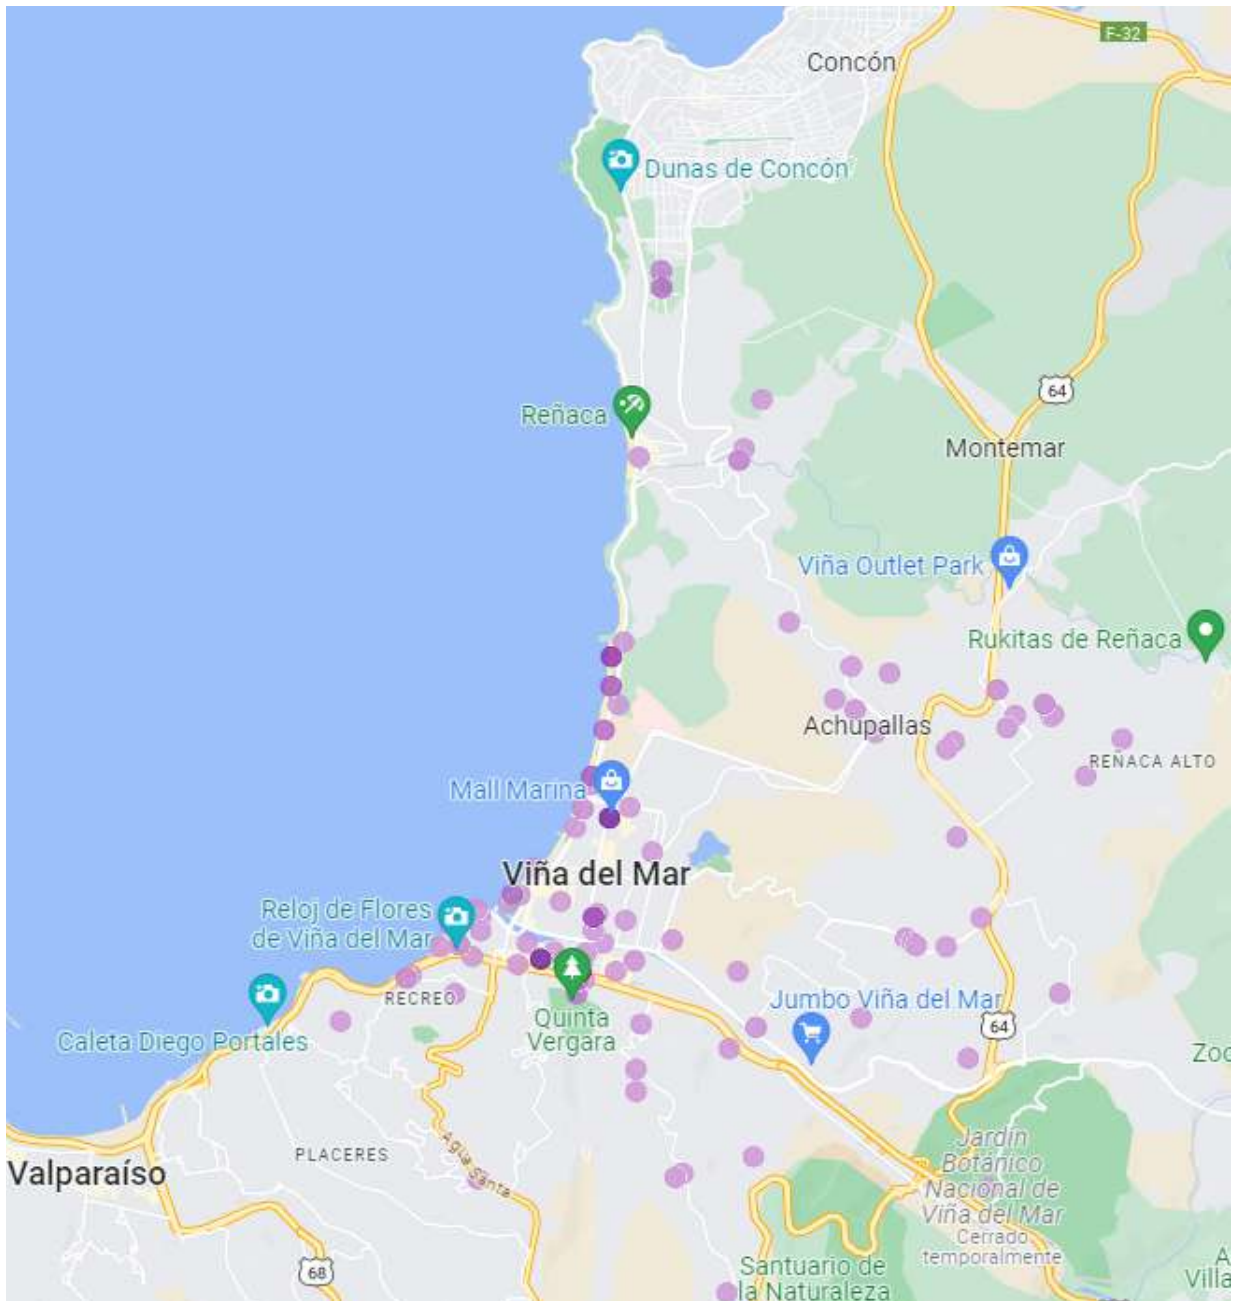 F-32
Concón
Dunas de Concón
Reñaca
64
Montemar
Viña Outlet Park
Rukitas de Reñaca
Achupallas
REÑACA ALTO
Mall Marina
Viña del Mar
Reloj de Flores
de Viña del Mar
RECREO
Jumbo Viña del Mar
Quinta
Vergara
Caleta Diego Portales
64
Zoo
Agua Santa
PLACERES
Valparaíso
Jardín
Botánico
Nacional de
Viña del Mar
Cerrado
temporalmente
68
Santuario de
la Naturaleza
A
Villa